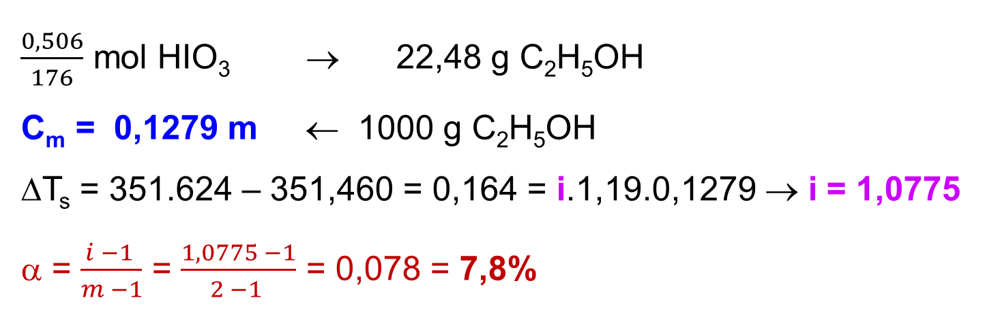 0,506/176 mol HIO₃ → 22,48 g C₂H₅OH
Cₘ = 0,1279 m ← 1000 g C₂H₅OH
ΔTₛ = 351.624 – 351,460 = 0,164 = i.1,19.0,1279 → i = 1,0775
α = (i −1)/(m −1) = (1,0775 −1)/(2 −1) = 0,078 = 7,8%